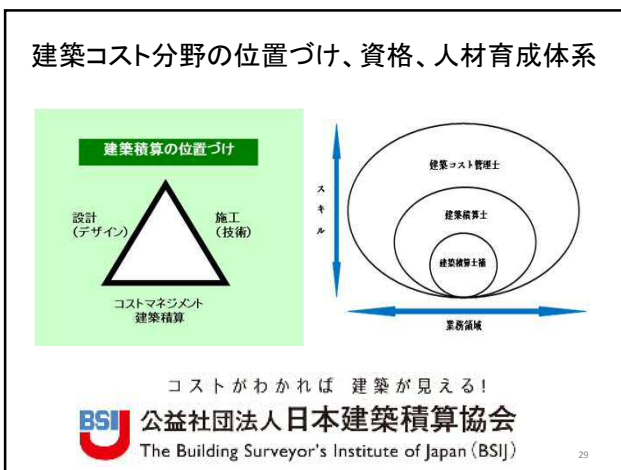 建築コスト分野の位置づけ、資格、人材育成体系
建築積算の位置づけ
設計
(デザイン)
施工
(技術)
コストマネジメント
建築積算
スキル
建築コスト管理士
建築積算士
建築積算士補
業務領域
コストがわかれば 建築が見える!
BSIJ
公益社団法人日本建築積算協会
The Building Surveyor's Institute of Japan (BSIJ)
29